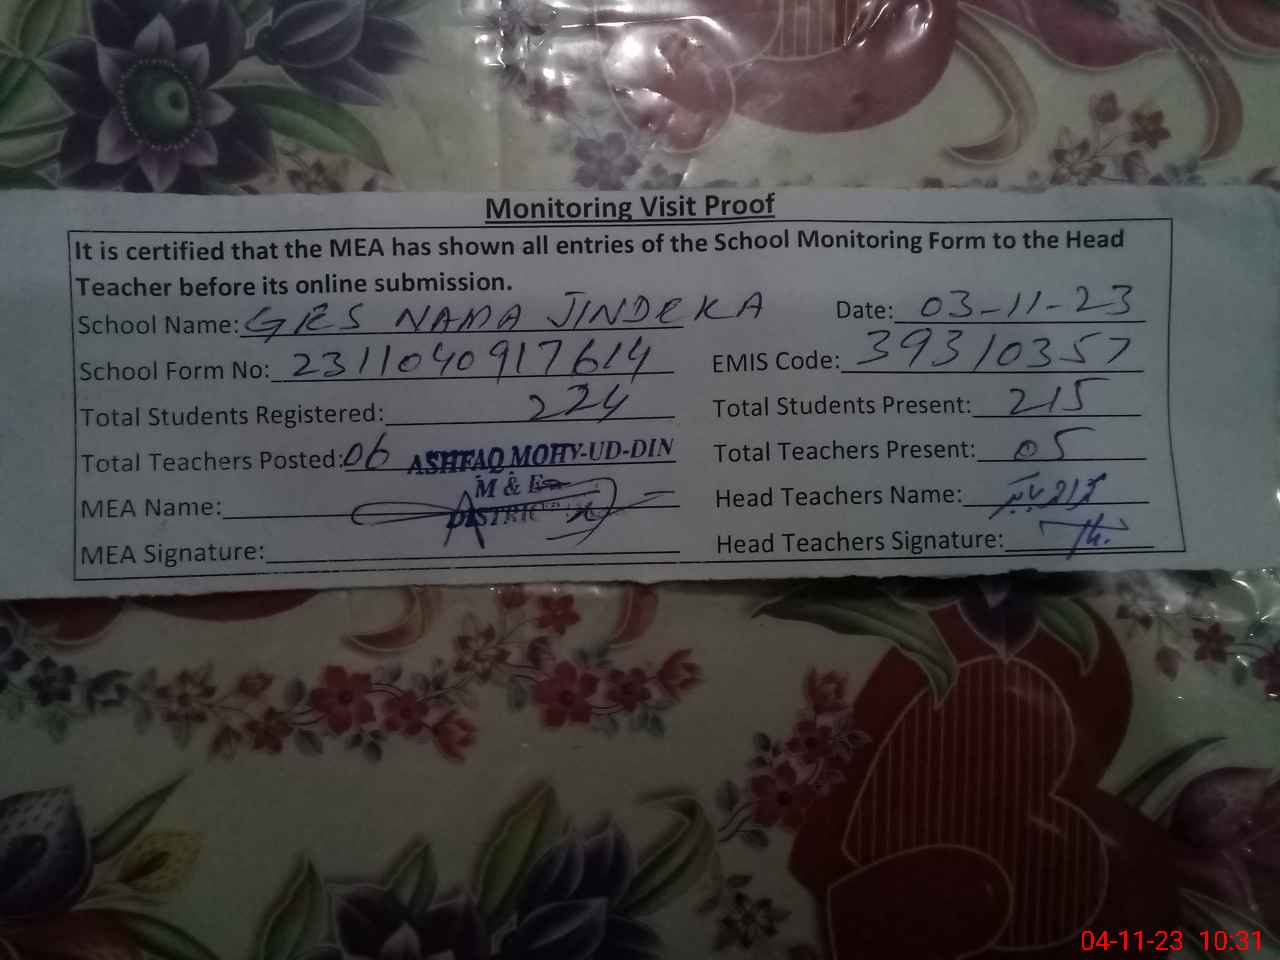 Monitoring Visit Proof
It is certified that the MEA has shown all entries of the School Monitoring Form to the Head
Teacher before its online submission.
School Name: GES NAMA JINDEKA Date: 03-11-23
School Form No: 2311040917614 EMIS Code: 39310357
Total Students Registered: 224 Total Students Present: 215
Total Teachers Posted: 06 ASHFAQ MOHY-UD-DIN Total Teachers Present: 05
M & E
MEA Name: Head Teachers Name:
MEA Signature: Head Teachers Signature:
04-11-23 10:31